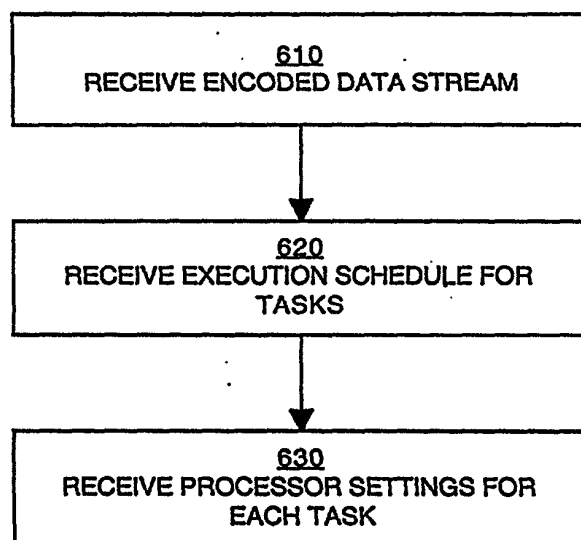 610
RECEIVE ENCODED DATA STREAM
620
RECEIVE EXECUTION SCHEDULE FOR
TASKS
630
RECEIVE PROCESSOR SETTINGS FOR
EACH TASK